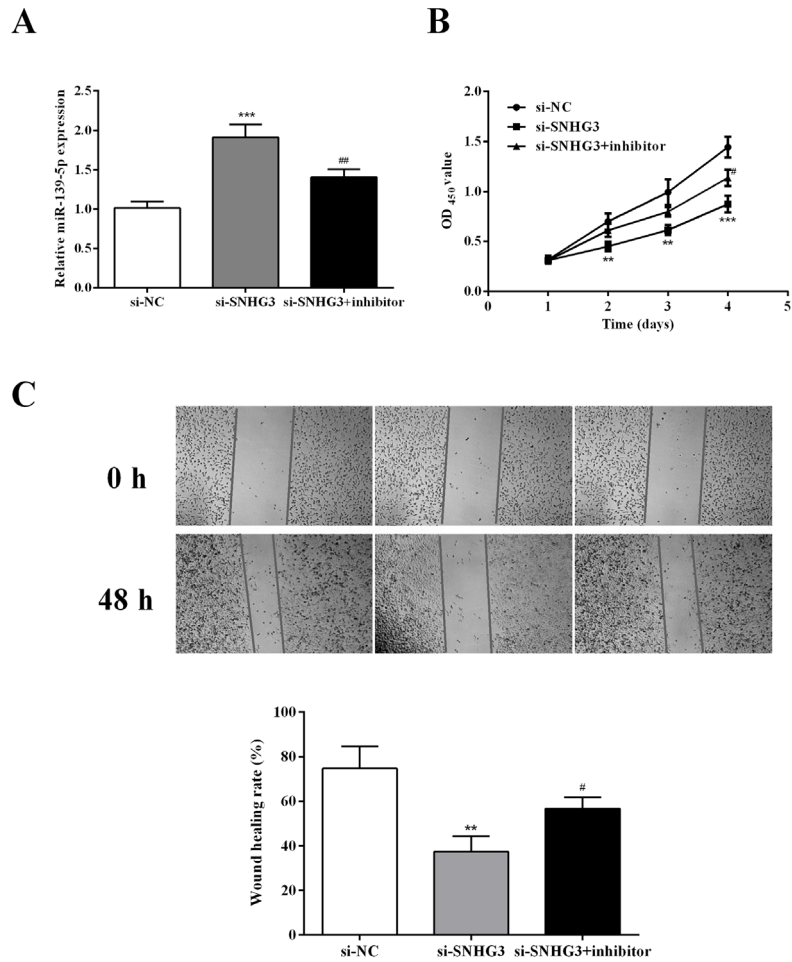 A
Relative miR-139-5p expression
2.5
2.0
1.5
1.0
0.5
0.0
***
##
si-NC
si-SNHG3
si-SNHG3+inhibitor
B
OD 450 value
2.0
1.5
1.0
0.5
0.0
si-NC
si-SNHG3
si-SNHG3+inhibitor
#
**
**
***
0
1
2
3
4
5
Time (days)
C
0 h
48 h
Wound healing rate (%)
100
80
60
40
20
0
**
#
si-NC
si-SNHG3
si-SNHG3+inhibitor